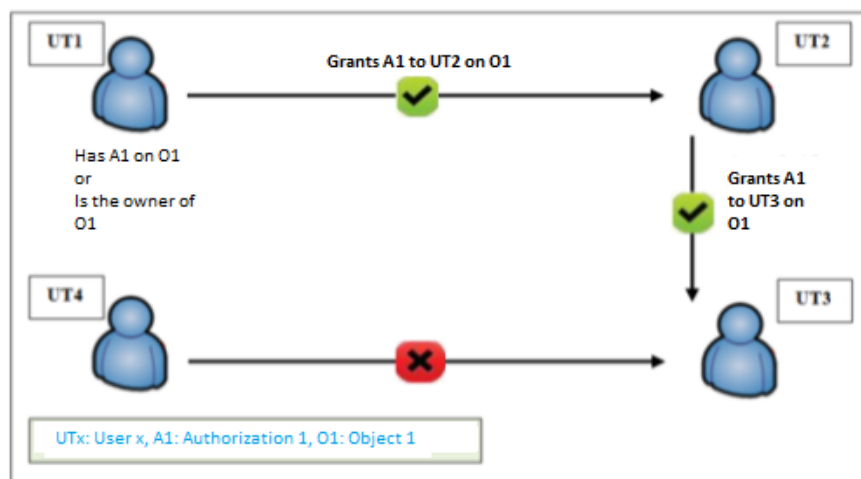 UT1
Grants A1 to UT2 on O1
UT2
Has A1 on O1
or
Is the owner of
O1
Grants A1
to UT3 on
O1
UT4
UT3
UTx: User x, A1: Authorization 1, O1: Object 1